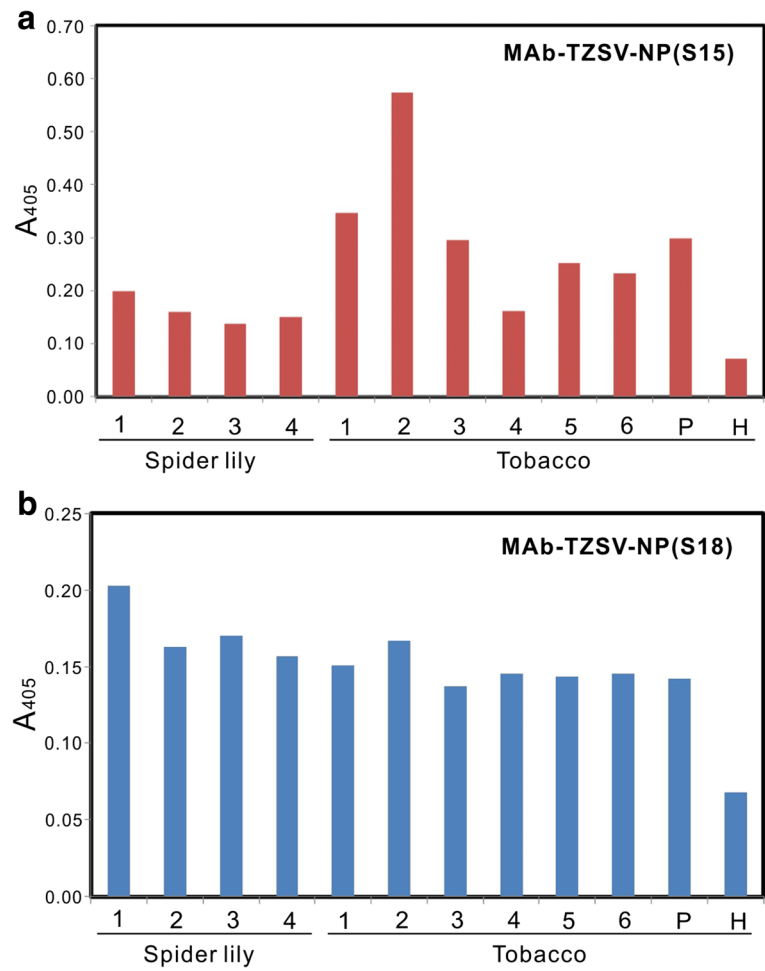 a
MAb-TZSV-NP(S15)
A405
0.70
0.60
0.50
0.40
0.30
0.20
0.10
0.00
1 2 3 4 1 2 3 4 5 6 P H
Spider lily Tobacco
b
MAb-TZSV-NP(S18)
A405
0.25
0.20
0.15
0.10
0.05
0.00
1 2 3 4 1 2 3 4 5 6 P H
Spider lily Tobacco